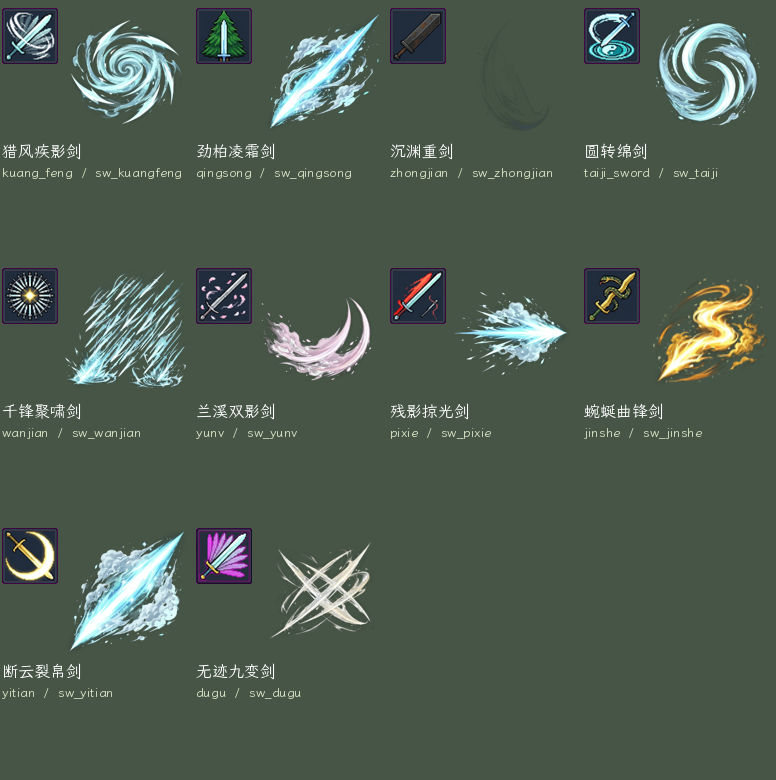 猎风疾影剑
kuang_feng / sw_kuangfeng
劲柏凌霜剑
qingsong / sw_qingsong
沉渊重剑
zhongjian / sw_zhongjian
圆转绵剑
taiji_sword / sw_taiji
千锋聚啸剑
wanjian / sw_wanjian
兰溪双影剑
yunv / sw_yunv
残影掠光剑
pixie / sw_pixie
蜿蜒曲锋剑
jinshe / sw_jinshe
断云裂帛剑
yitian / sw_yitian
无迹九变剑
dugu / sw_dugu